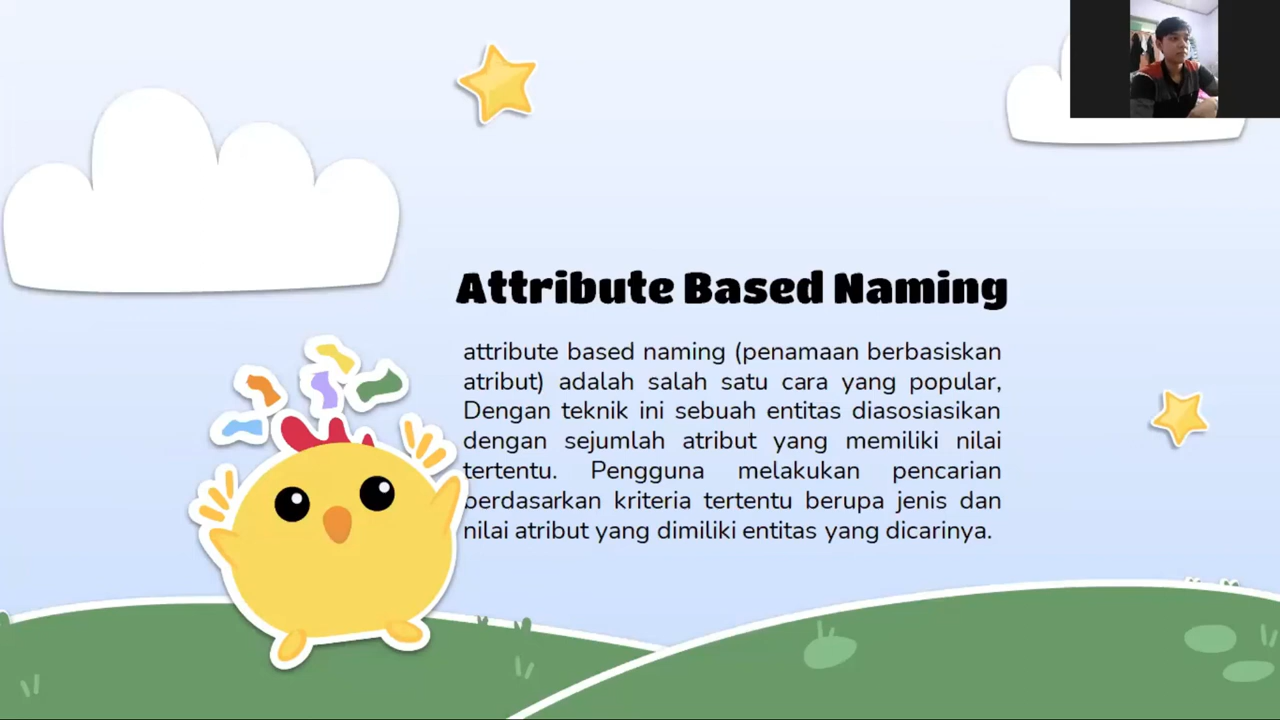 Attribute Based Naming
attribute based naming (penamaan berbasiskan
atribut) adalah salah satu cara yang popular,
Dengan teknik ini sebuah entitas diasosiasikan
dengan sejumlah atribut yang memiliki nilai
tertentu. Pengguna melakukan pencarian
berdasarkan kriteria tertentu berupa jenis dan
nilai atribut yang dimiliki entitas yang dicarinya.